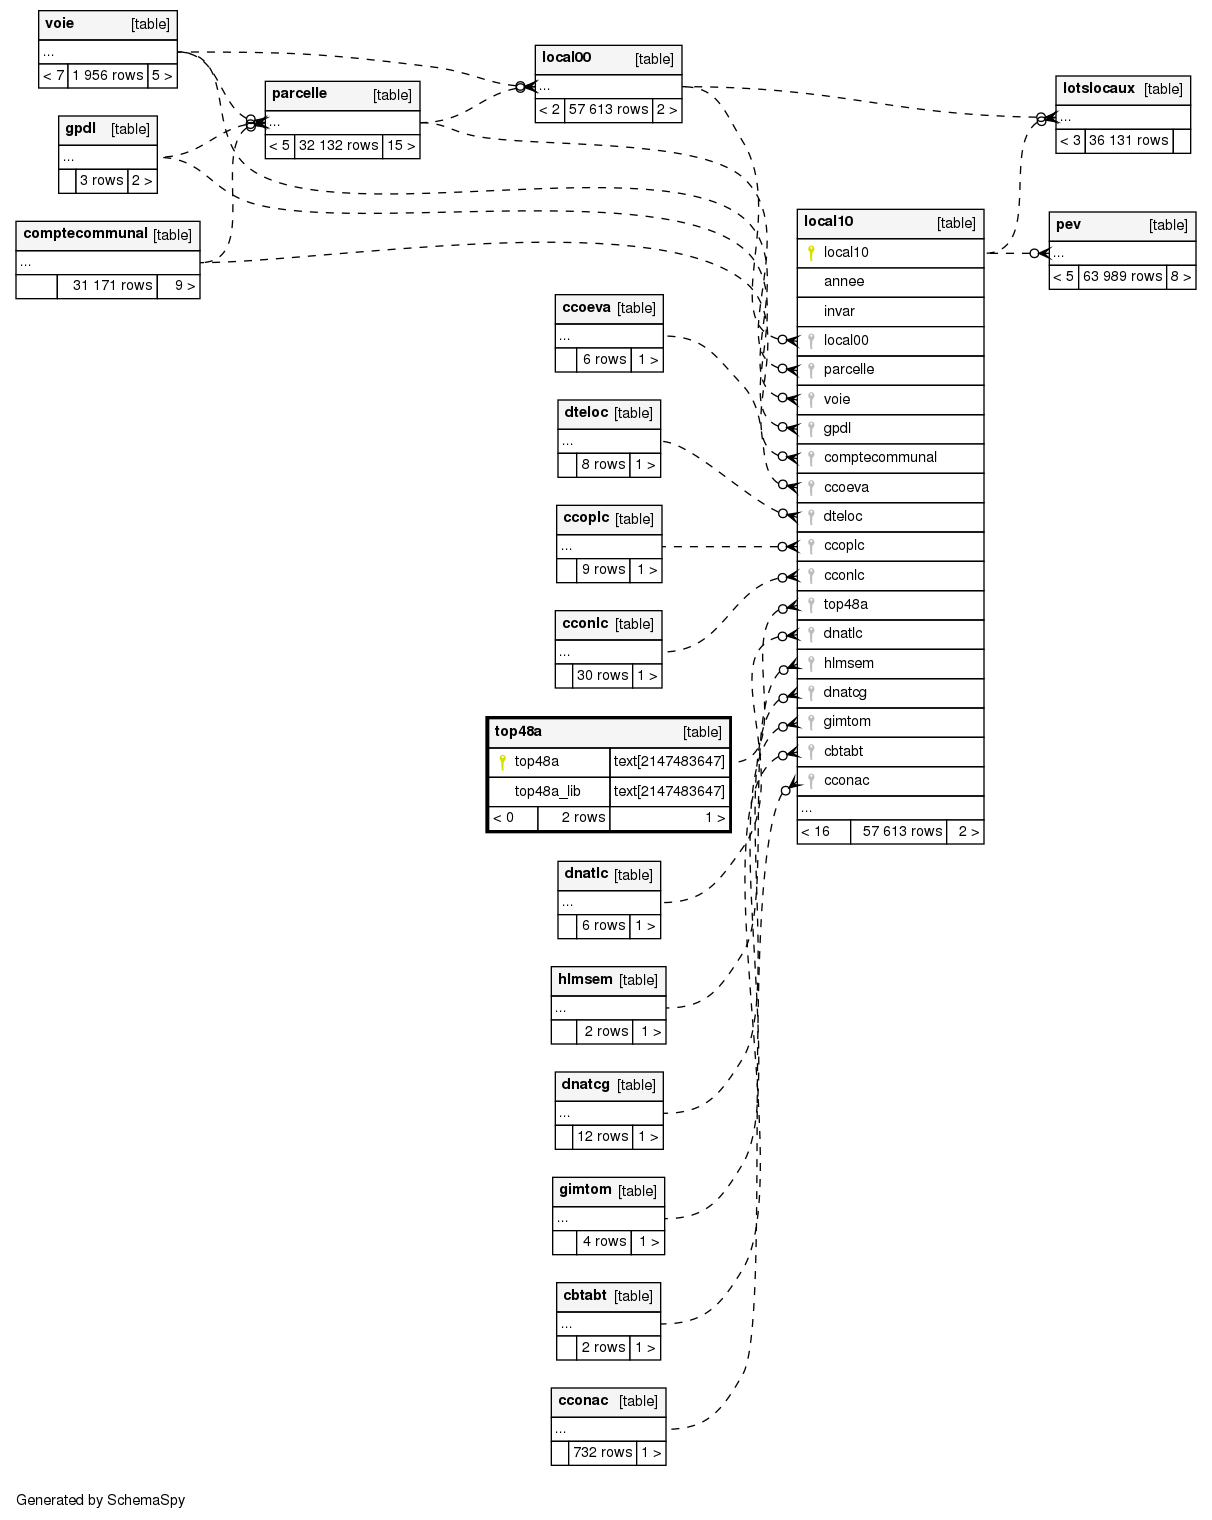 voie [table]
...
< 7 1 956 rows 5 >
gpdl [table]
...
3 rows 2 >
comptecommunal [table]
...
31 171 rows 9 >
parcelle [table]
...
< 5 32 132 rows 15 >
local00 [table]
...
< 2 57 613 rows 2 >
lotslocaux [table]
...
< 3 36 131 rows
pev [table]
...
< 5 63 989 rows 8 >
local10 [table]
local10
annee
invar
local00
parcelle
voie
gpdl
comptecommunal
ccoeva
dteloc
ccoplc
cconlc
top48a
dnatlc
hlmsem
dnatcg
gimtom
cbtabt
cconac
...
< 16 57 613 rows 2 >
ccoeva [table]
...
6 rows 1 >
dteloc [table]
...
8 rows 1 >
ccoplc [table]
...
9 rows 1 >
cconlc [table]
...
30 rows 1 >
top48a [table]
top48a text[2147483647]
top48a_lib text[2147483647]
< 0 2 rows 1 >
dnatlc [table]
...
6 rows 1 >
hlmsem [table]
...
2 rows 1 >
dnatcg [table]
...
12 rows 1 >
gimtom [table]
...
4 rows 1 >
cbtabt [table]
...
2 rows 1 >
cconac [table]
...
732 rows 1 >
Generated by SchemaSpy